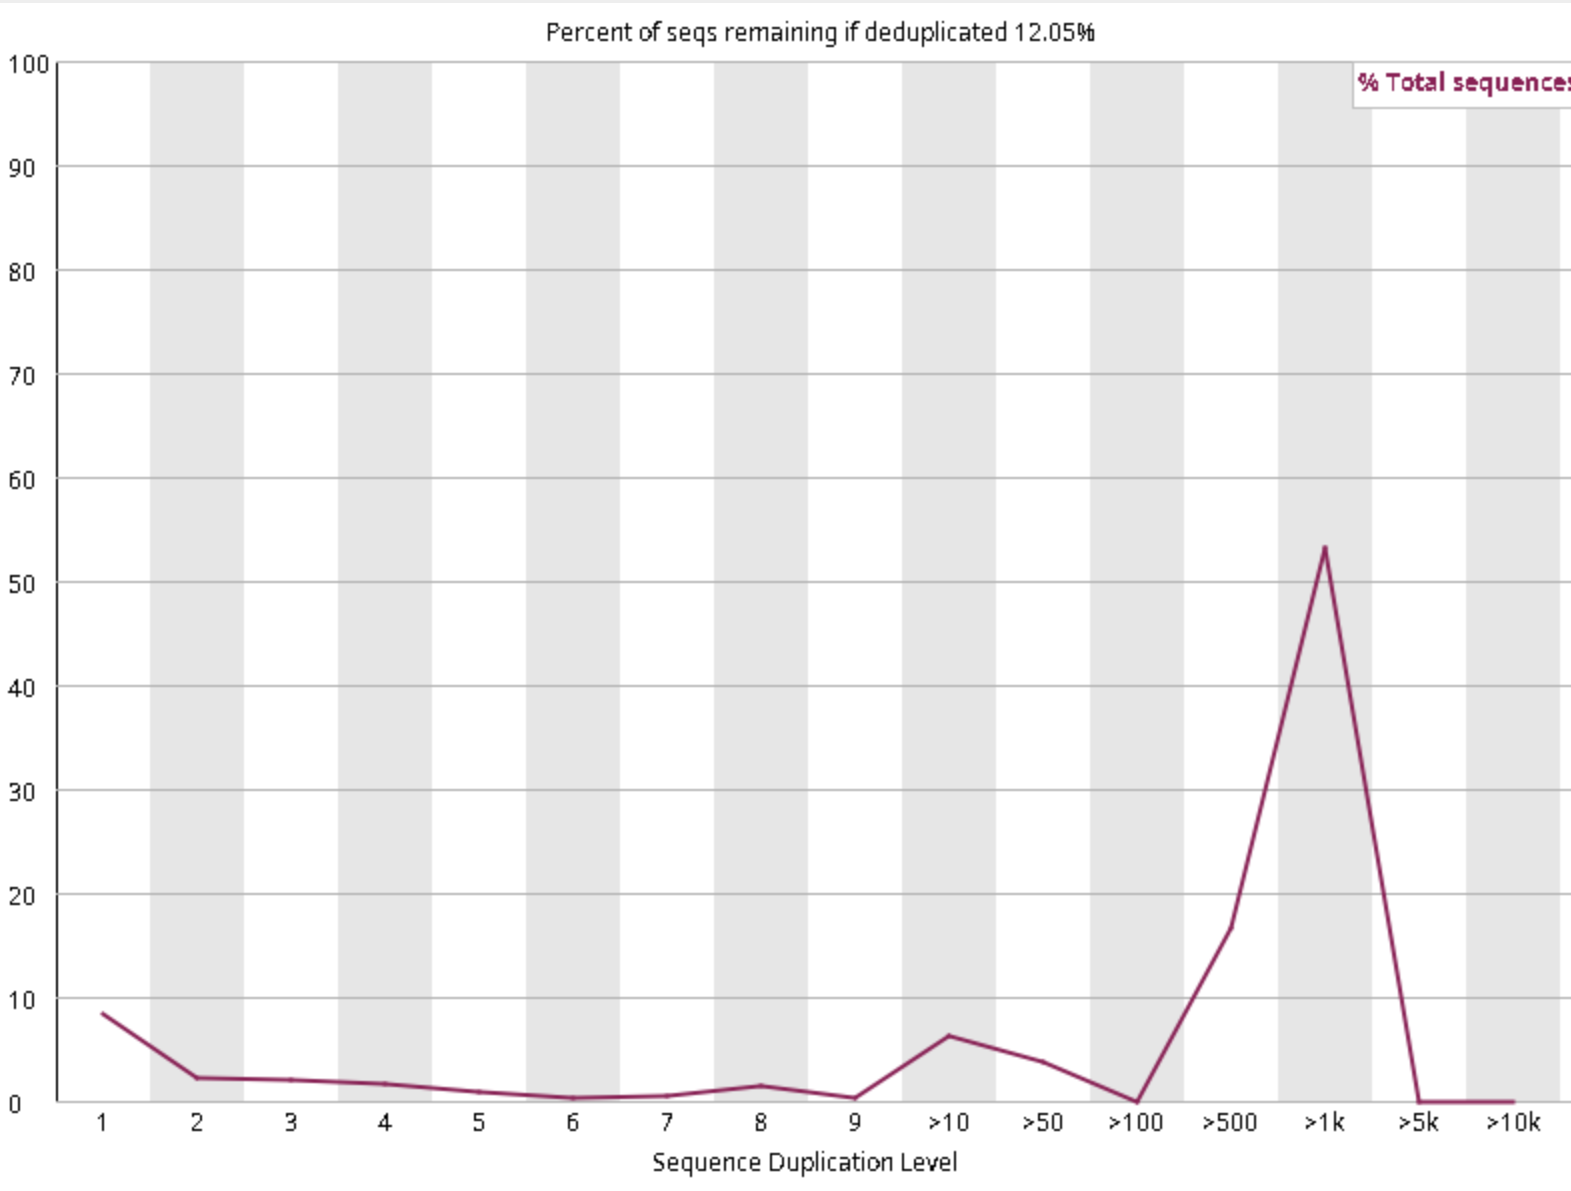 Percent of seqs remaining if deduplicated 12.05%
% Total sequences
100
90
80
70
60
50
40
30
20
10
0
1 2 3 4 5 6 7 8 9 >10 >50 >100 >500 >1k >5k >10k
Sequence Duplication Level